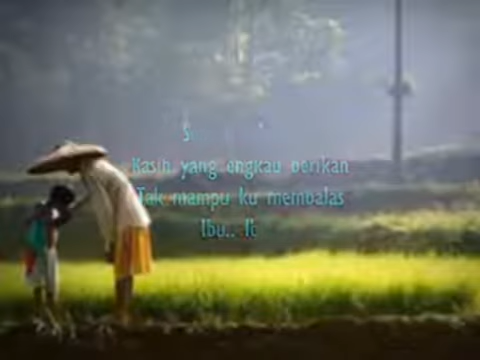 S
Kasih yang engkau berikan
Tak mampu ku membalas
Ibu.. Ib